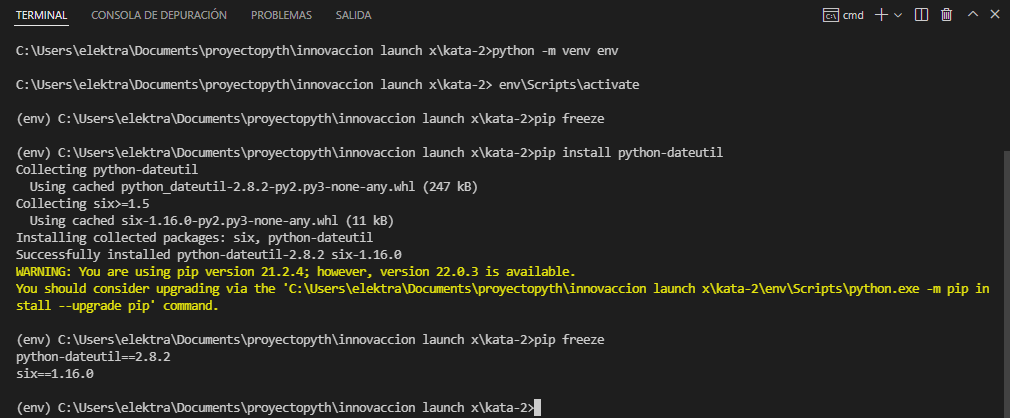 TERMINAL CONSOLA DE DEPURACIÓN PROBLEMAS SALIDA cmd
C:\Users\elektra\Documents\proyectopyth\innovaccion launch x\kata-2>python -m venv env
C:\Users\elektra\Documents\proyectopyth\innovaccion launch x\kata-2> env\Scripts\activate
(env) C:\Users\elektra\Documents\proyectopyth\innovaccion launch x\kata-2>pip freeze
(env) C:\Users\elektra\Documents\proyectopyth\innovaccion launch x\kata-2>pip install python-dateutil
Collecting python-dateutil
  Using cached python_dateutil-2.8.2-py2.py3-none-any.whl (247 kB)
Collecting six>=1.5
  Using cached six-1.16.0-py2.py3-none-any.whl (11 kB)
Installing collected packages: six, python-dateutil
Successfully installed python-dateutil-2.8.2 six-1.16.0
WARNING: You are using pip version 21.2.4; however, version 22.0.3 is available.
You should consider upgrading via the 'C:\Users\elektra\Documents\proyectopyth\innovaccion launch x\kata-2\env\Scripts\python.exe -m pip in
stall --upgrade pip' command.
(env) C:\Users\elektra\Documents\proyectopyth\innovaccion launch x\kata-2>pip freeze
python-dateutil==2.8.2
six==1.16.0
(env) C:\Users\elektra\Documents\proyectopyth\innovaccion launch x\kata-2>